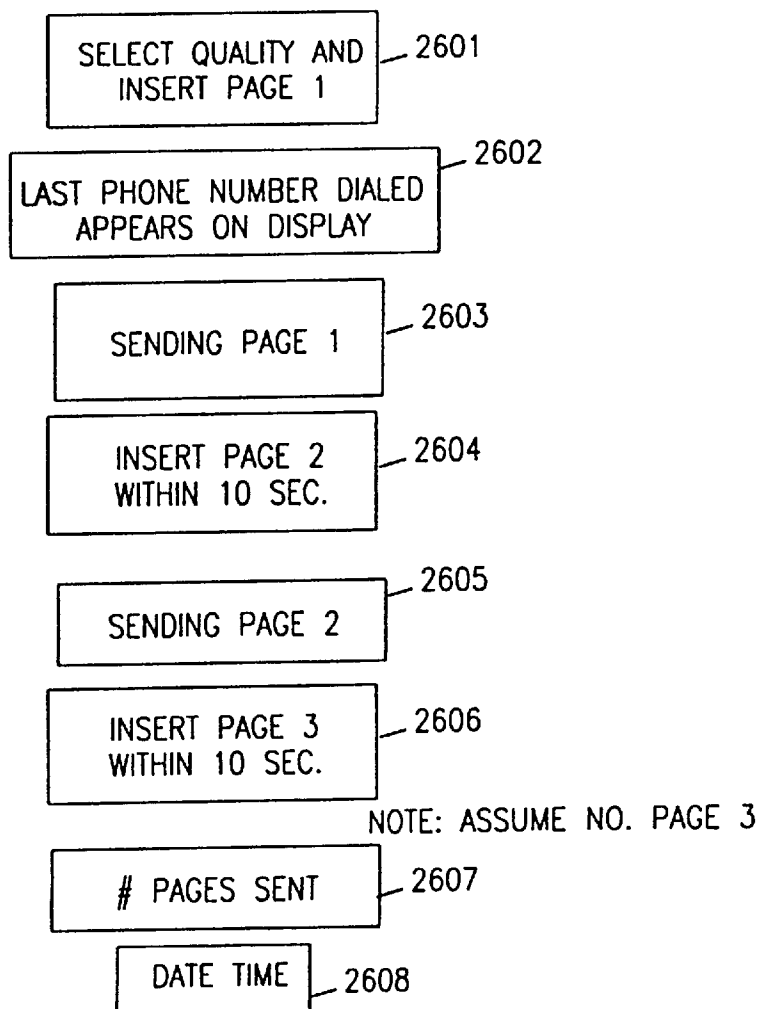 SELECT QUALITY AND
INSERT PAGE 1
2601
LAST PHONE NUMBER DIALED
APPEARS ON DISPLAY
2602
SENDING PAGE 1
2603
INSERT PAGE 2
WITHIN 10 SEC.
2604
SENDING PAGE 2
2605
INSERT PAGE 3
WITHIN 10 SEC.
2606
NOTE: ASSUME NO. PAGE 3
# PAGES SENT
2607
DATE TIME
2608